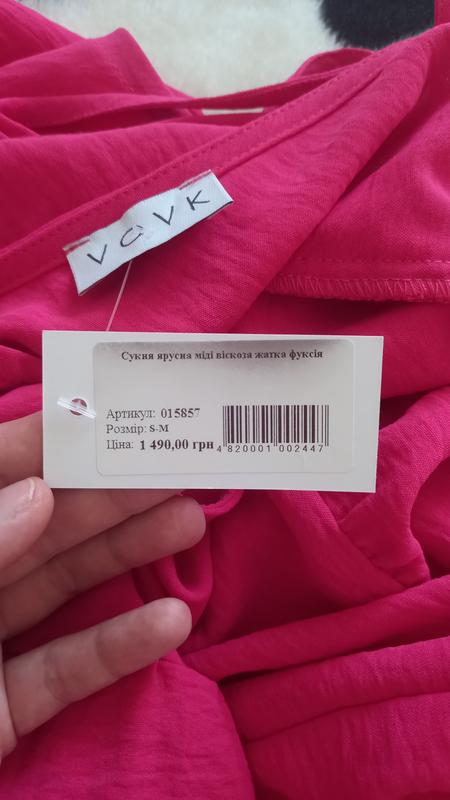 VOVK
Сукня ярусна міді віскоза жатка фуксія
Артикул: 015857
Розмір: S-M
Ціна: 1 490,00 грн
4 820001 002447